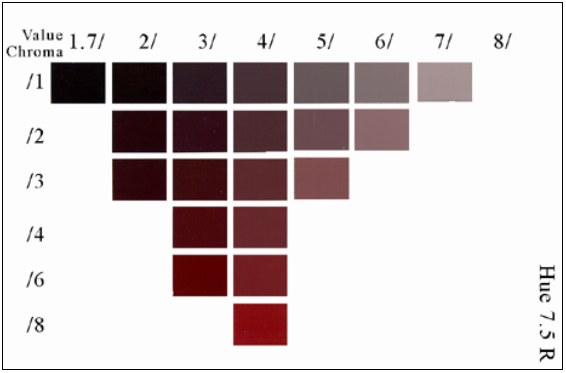 Value 1.7/ 2/ 3/ 4/ 5/ 6/ 7/ 8/
Chroma
/1
/2
/3
/4
/6
/8
Hue 7.5 R